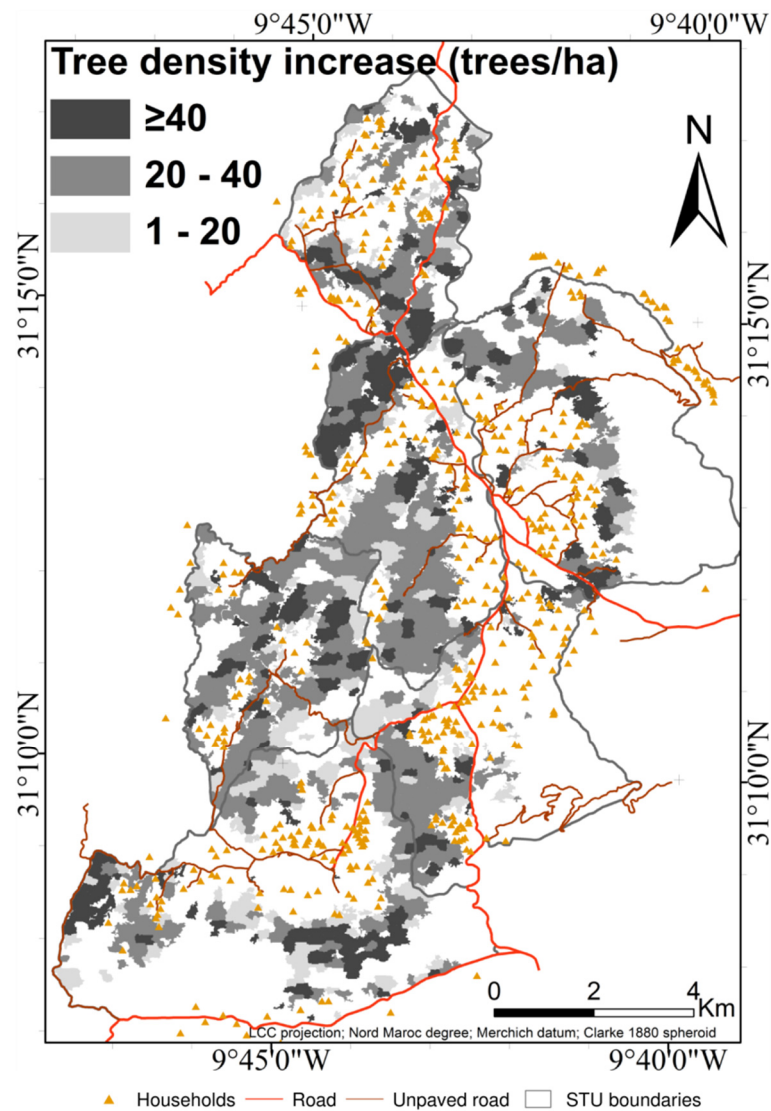 9°45'0"W 9°40'0"W
Tree density increase (trees/ha)
≥40
20 - 40
1 - 20
N
31°15'0"N
31°15'0"N
31°10'0"N
31°10'0"N
0 2 4
Km
LCC projection; Nord Maroc degree; Merchich datum; Clarke 1880 spheroid
9°45'0"W 9°40'0"W
Households Road Unpaved road STU boundaries